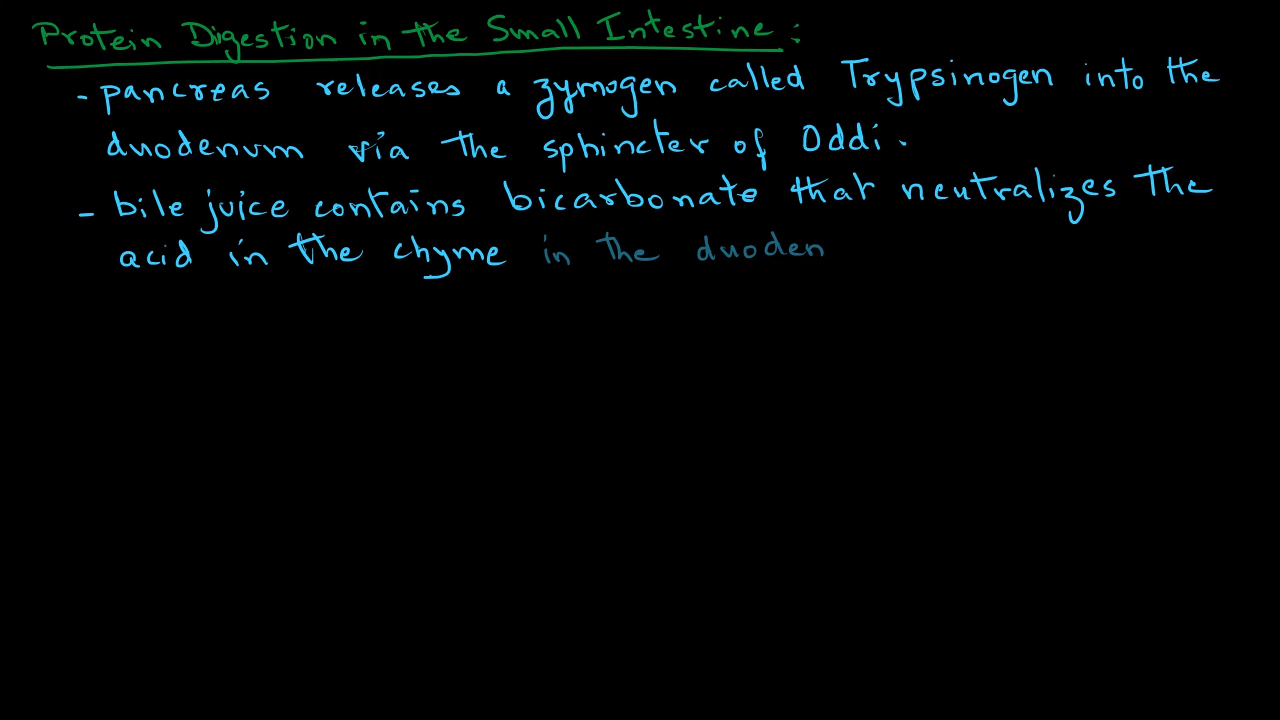 Protein Digestion in the Small Intestine :
- pancreas releases a zymogen called Trypsinogen into the
duodenum via the sphincter of Oddi.
- bile juice contains bicarbonate that neutralizes the
acid in the chyme in the duoden